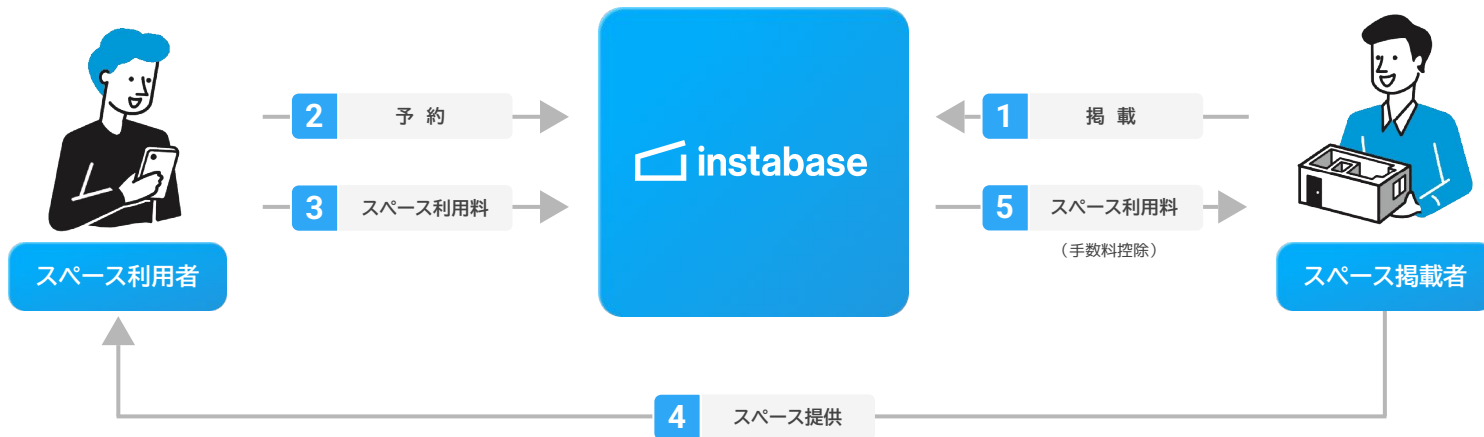 2 予約
1 掲載
instabase
3 スペース利用料
5 スペース利用料
（手数料控除）
スペース利用者
スペース掲載者
4 スペース提供